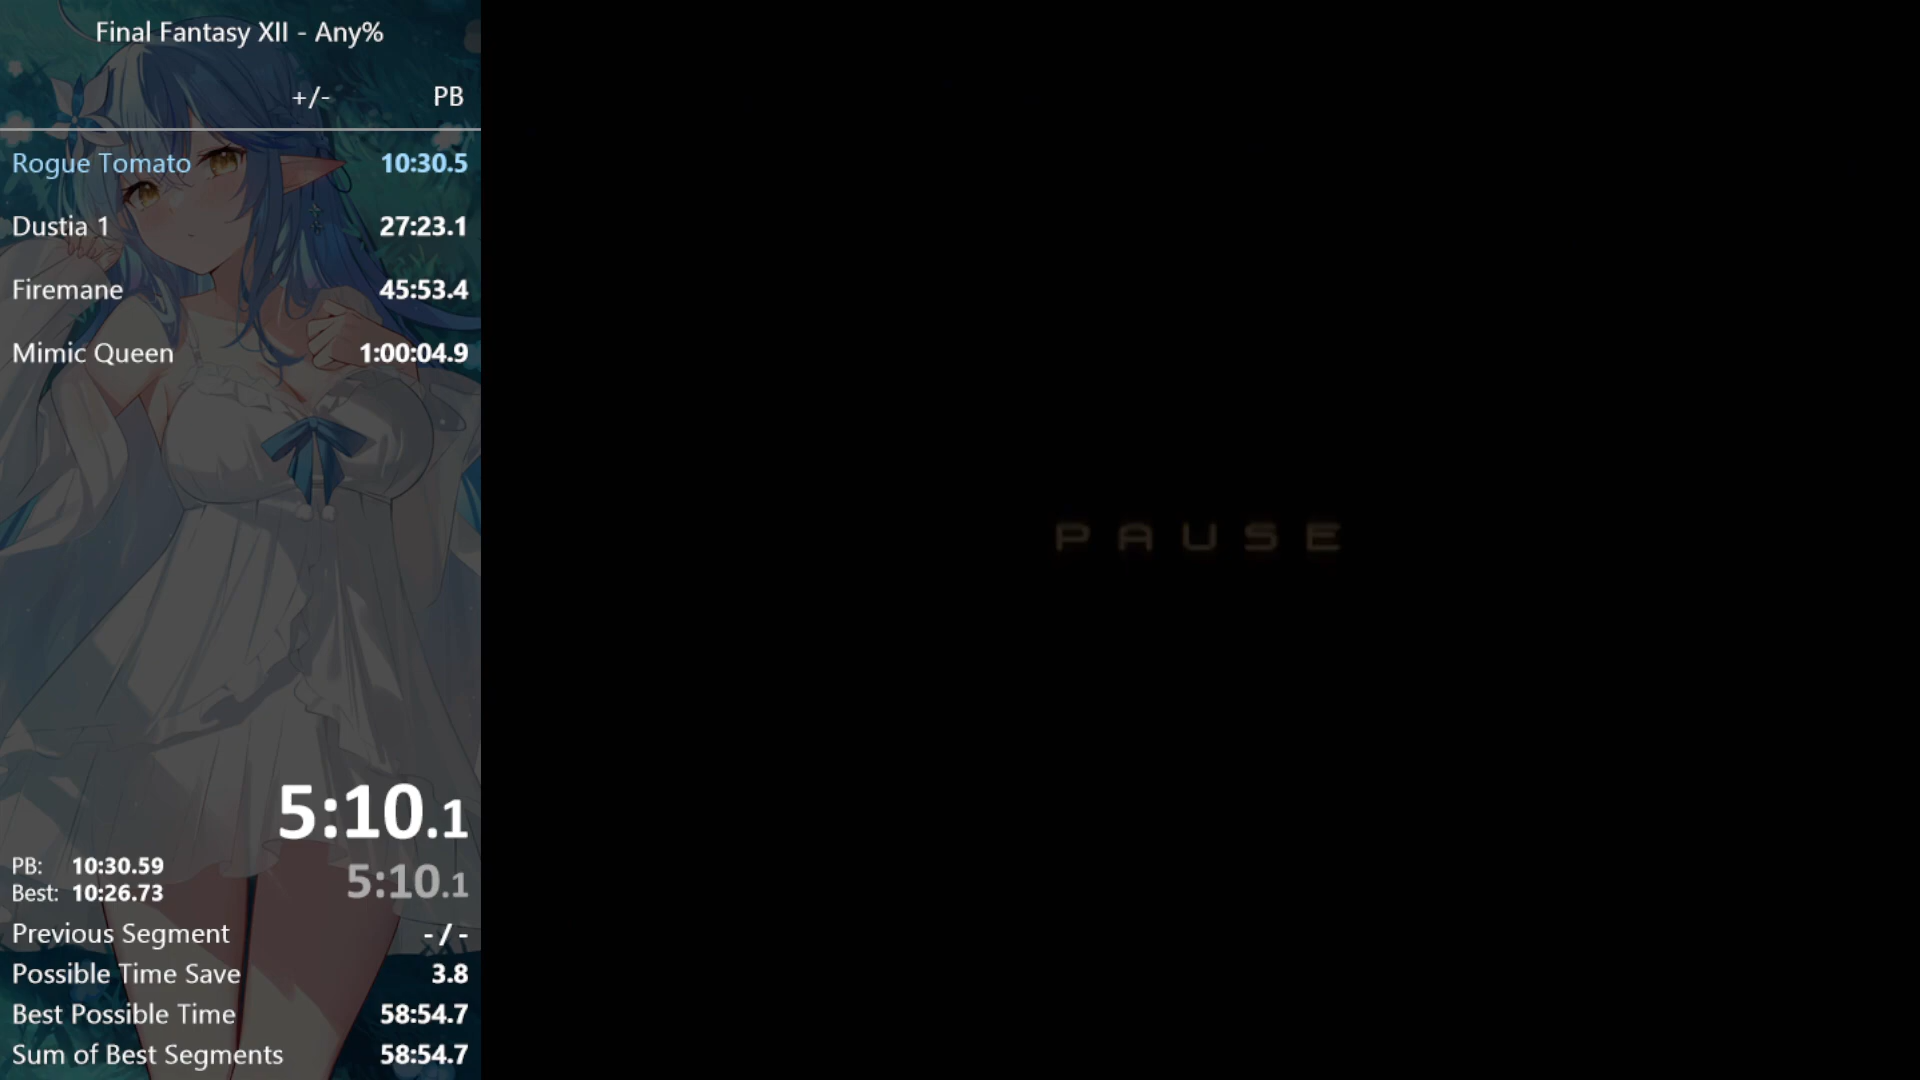 Final Fantasy XII - Any%
+/- PB
Rogue Tomato 10:30.5
Dustia 1 27:23.1
Firemane 45:53.4
Mimic Queen 1:00:04.9
PAUSE
5:10.1
PB: 10:30.59
5:10.1
Best: 10:26.73
Previous Segment - / -
Possible Time Save 3.8
Best Possible Time 58:54.7
Sum of Best Segments 58:54.7